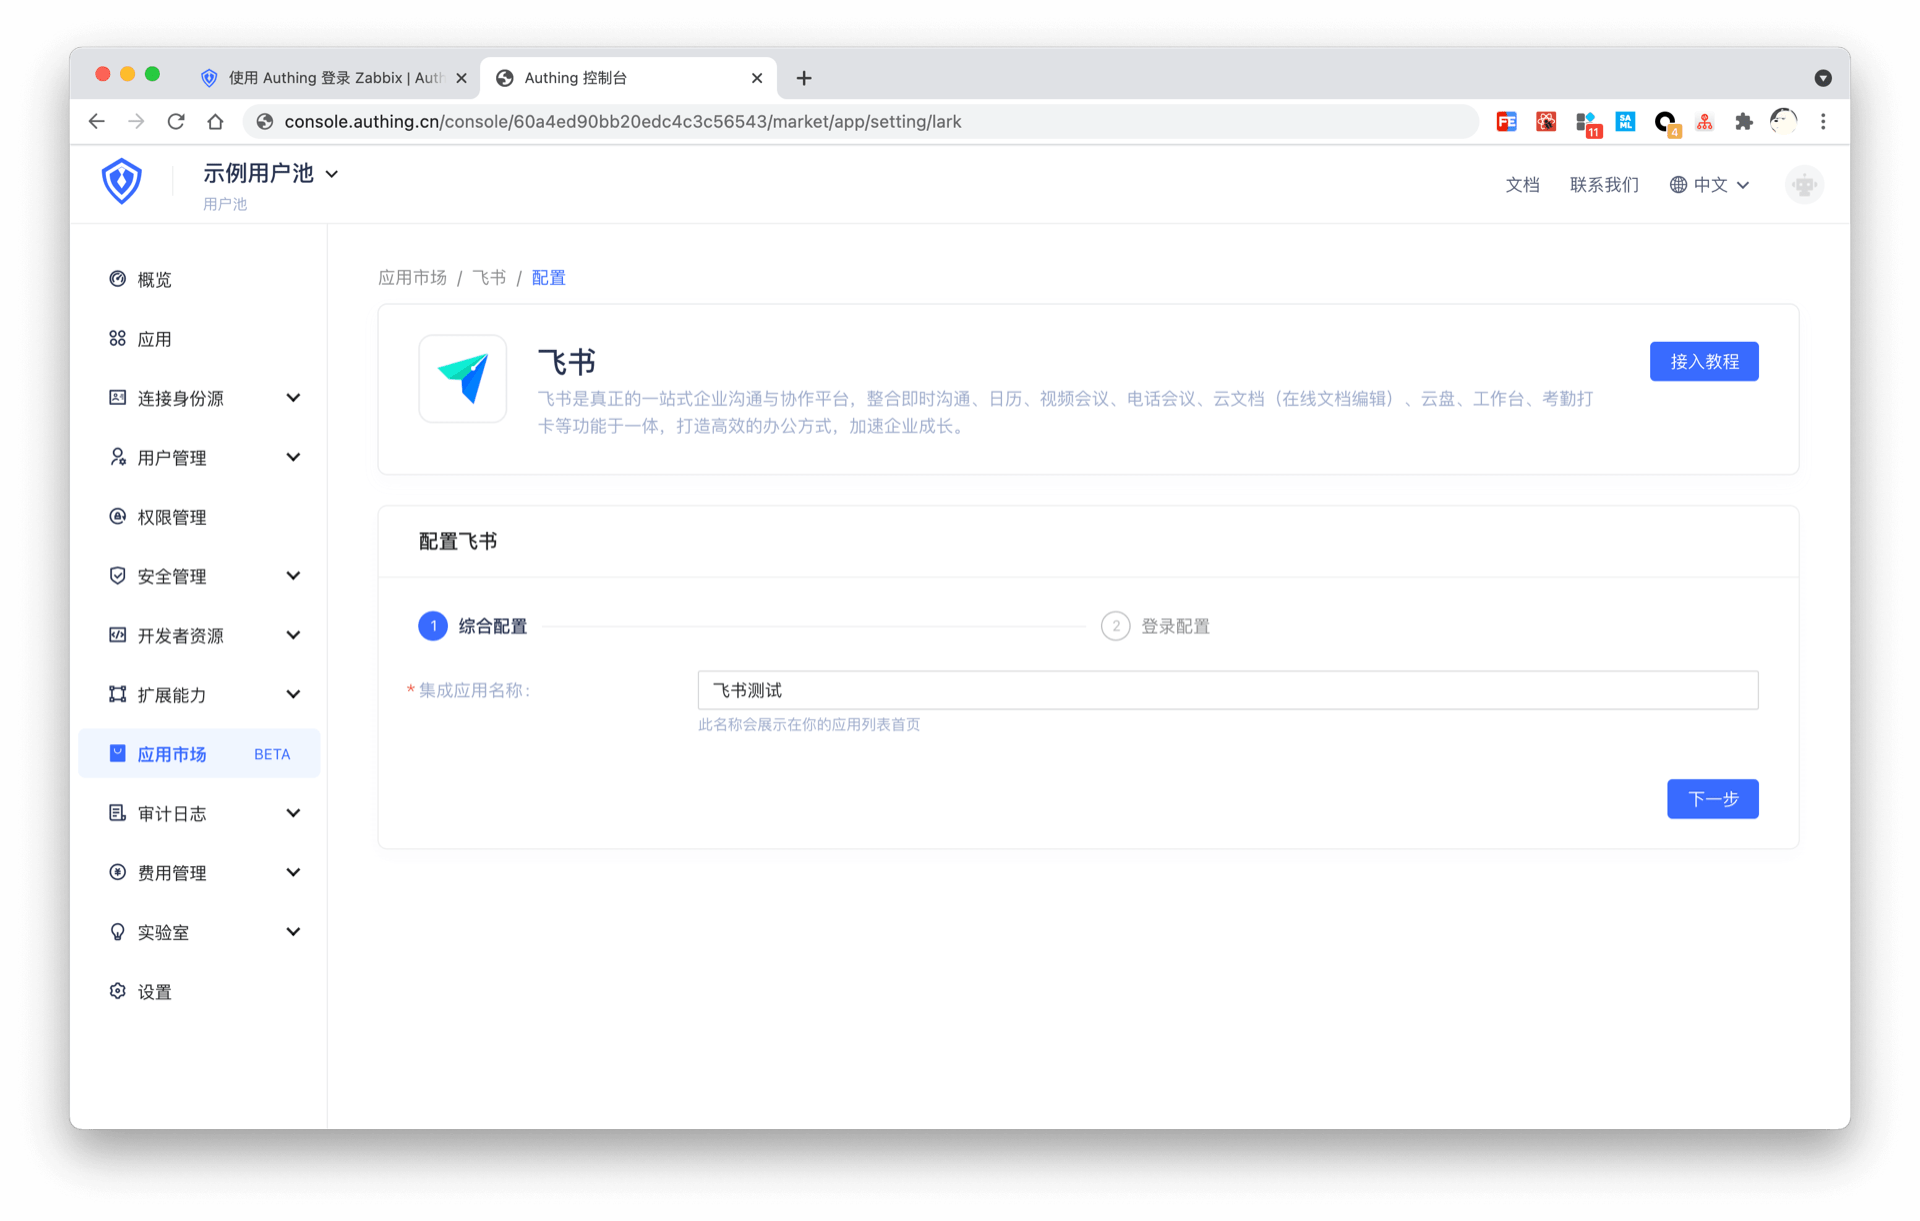 使用 Authing 登录 Zabbix | Auth
Authing 控制台
console.authing.cn/console/60a4ed90bb20edc4c3c56543/market/app/setting/lark
FE
11
SA
ML
4
示例用户池
用户池
文档
联系我们
中文
概览
应用
连接身份源
用户管理
权限管理
安全管理
开发者资源
扩展能力
应用市场 BETA
审计日志
费用管理
实验室
设置
应用市场 / 飞书 / 配置
飞书
接入教程
飞书是真正的一站式企业沟通与协作平台，整合即时沟通、日历、视频会议、电话会议、云文档（在线文档编辑）、云盘、工作台、考勤打
卡等功能于一体，打造高效的办公方式，加速企业成长。
配置飞书
1 综合配置
2 登录配置
* 集成应用名称：
飞书测试
此名称会展示在你的应用列表首页
下一步